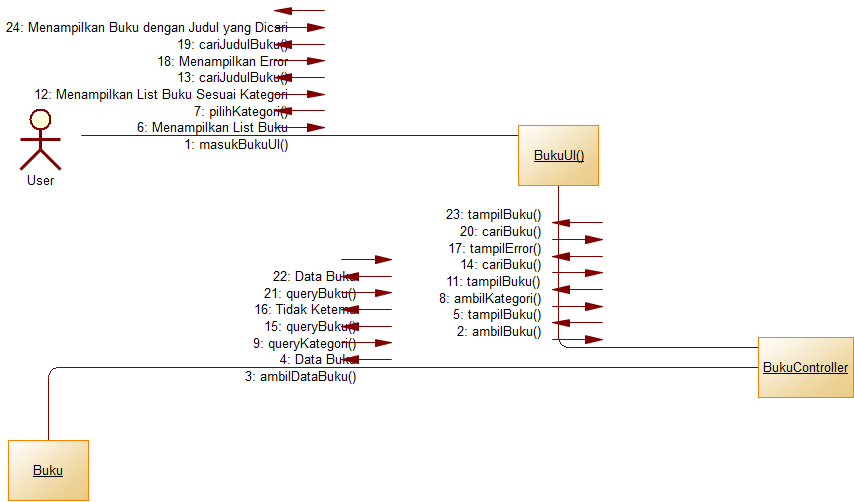 24: Menampilkan Buku dengan Judul yang Dicari
19: cariJudulBuku()
18: Menampilkan Error
13: cariJudulBuku()
12: Menampilkan List Buku Sesuai Kategori
7: pilihKategori()
6: Menampilkan List Buku
1: masukBukuUI()
User
BukuUI()
23: tampilBuku()
20: cariBuku()
17: tampilError()
14: cariBuku()
11: tampilBuku()
8: ambilKategori()
5: tampilBuku()
2: ambilBuku()
22: Data Buku
21: queryBuku()
16: Tidak Ketemu
15: queryBuku()
9: queryKategori()
4: Data Buku
3: ambilDataBuku()
BukuController
Buku